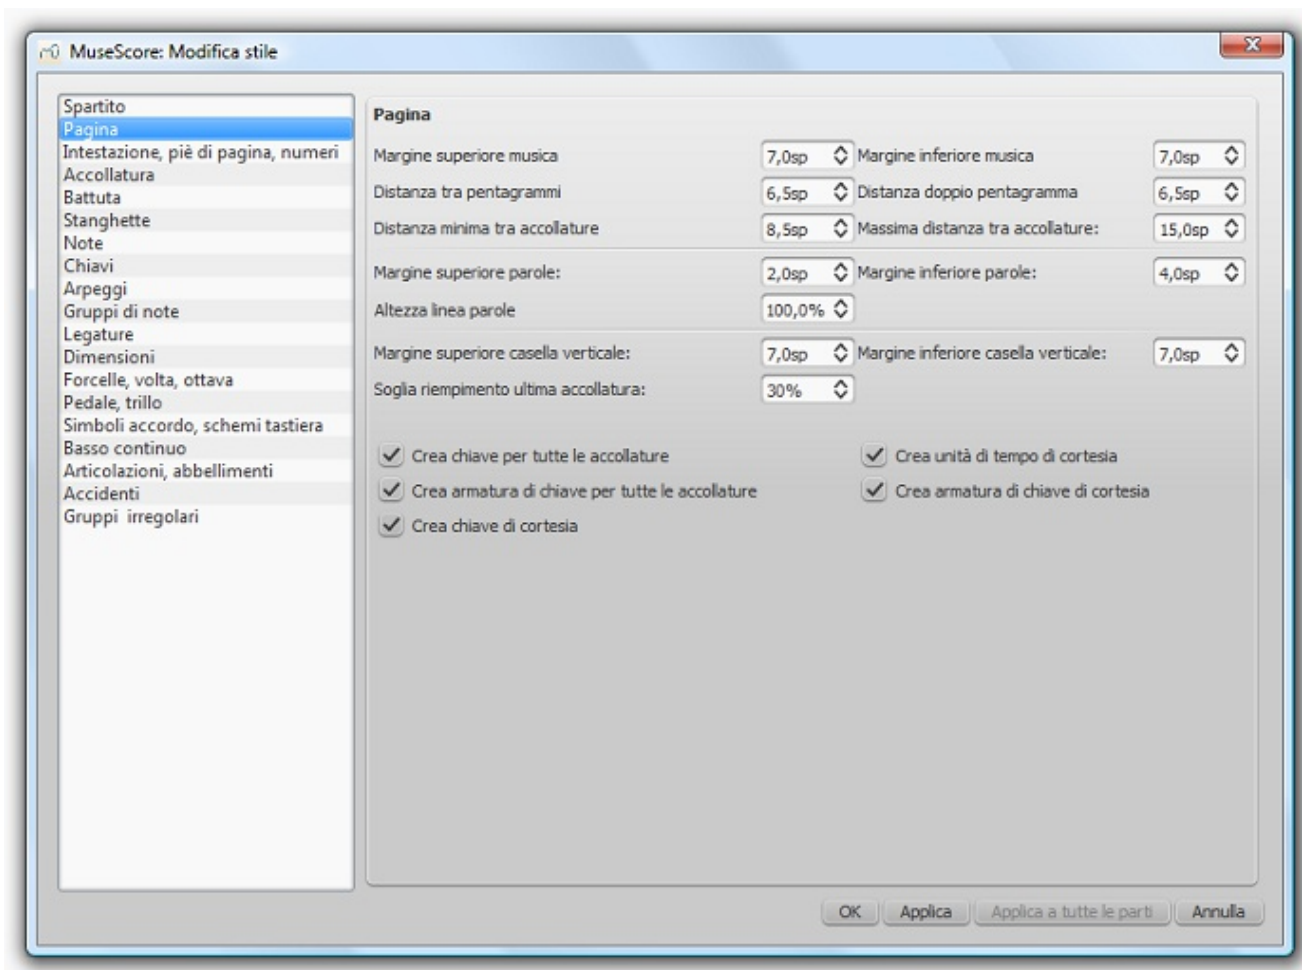 MuseScore: Modifica stile
Spartito
Pagina
Intestazione, piè di pagina, numeri
Accollatura
Battuta
Stanghette
Note
Chiavi
Arpeggi
Gruppi di note
Legature
Dimensioni
Forcelle, volta, ottava
Pedale, trillo
Simboli accordo, schemi tastiera
Basso continuo
Articolazioni, abbellimenti
Accidenti
Gruppi irregolari
Pagina
Margine superiore musica 7,0sp Margine inferiore musica 7,0sp
Distanza tra pentagrammi 6,5sp Distanza doppio pentagramma 6,5sp
Distanza minima tra accollature 8,5sp Massima distanza tra accollature: 15,0sp
Margine superiore parole: 2,0sp Margine inferiore parole: 4,0sp
Altezza linea parole 100,0%
Margine superiore casella verticale: 7,0sp Margine inferiore casella verticale: 7,0sp
Soglia riempimento ultima accollatura: 30%
Crea chiave per tutte le accollature Crea unità di tempo di cortesia
Crea armatura di chiave per tutte le accollature Crea armatura di chiave di cortesia
Crea chiave di cortesia
OK Applica Applica a tutte le parti Annulla